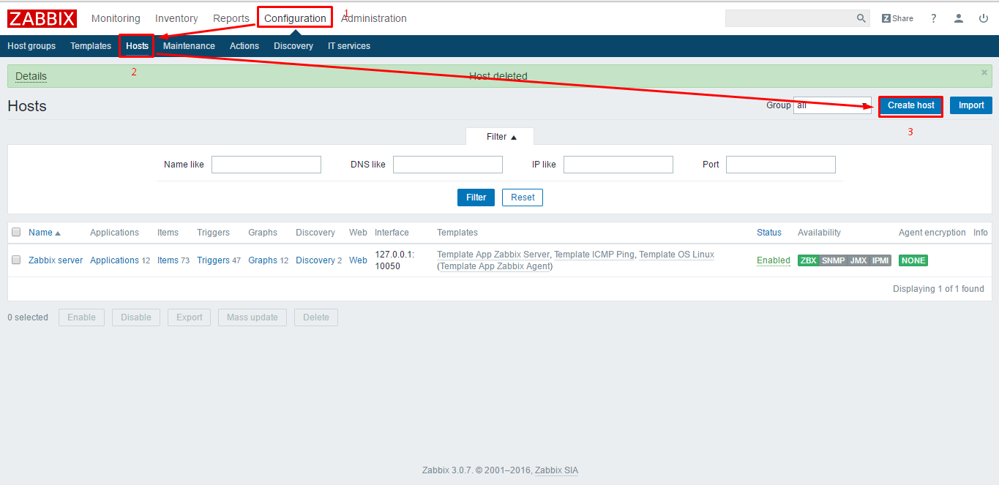 ZABBIX Monitoring Inventory Reports Configuration 1 Administration Z Share ?
Host groups Templates Hosts Maintenance Actions Discovery IT services
2
Details Host deleted ×
Hosts Group all Create host Import
3
Filter ▲
Name like DNS like IP like Port
Filter Reset
Name ▲ Applications Items Triggers Graphs Discovery Web Interface Templates Status Availability Agent encryption Info
Zabbix server Applications 12 Items 73 Triggers 47 Graphs 12 Discovery 2 Web 127.0.0.1: Template App Zabbix Server, Template ICMP Ping, Template OS Linux Enabled ZBX SNMP JMX IPMI NONE
10050 (Template App Zabbix Agent)
Displaying 1 of 1 found
0 selected Enable Disable Export Mass update Delete
Zabbix 3.0.7. © 2001–2016, Zabbix SIA